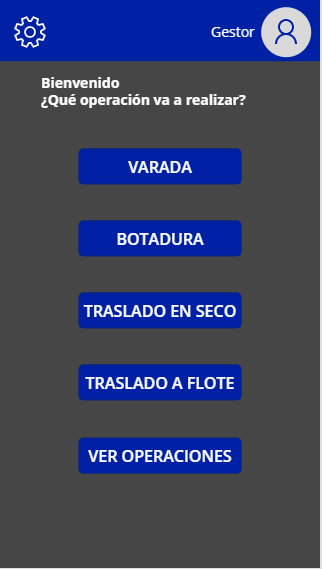 Gestor
Bienvenido
¿Qué operación va a realizar?
VARADA
BOTADURA
TRASLADO EN SECO
TRASLADO A FLOTE
VER OPERACIONES